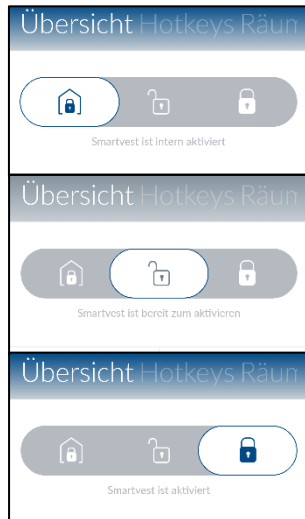 Übersicht Hotkeys Räum
Smartvest ist intern aktiviert
Übersicht Hotkeys Räum
Smartvest ist bereit zum aktivieren
Übersicht Hotkeys Räum
Smartvest ist aktiviert